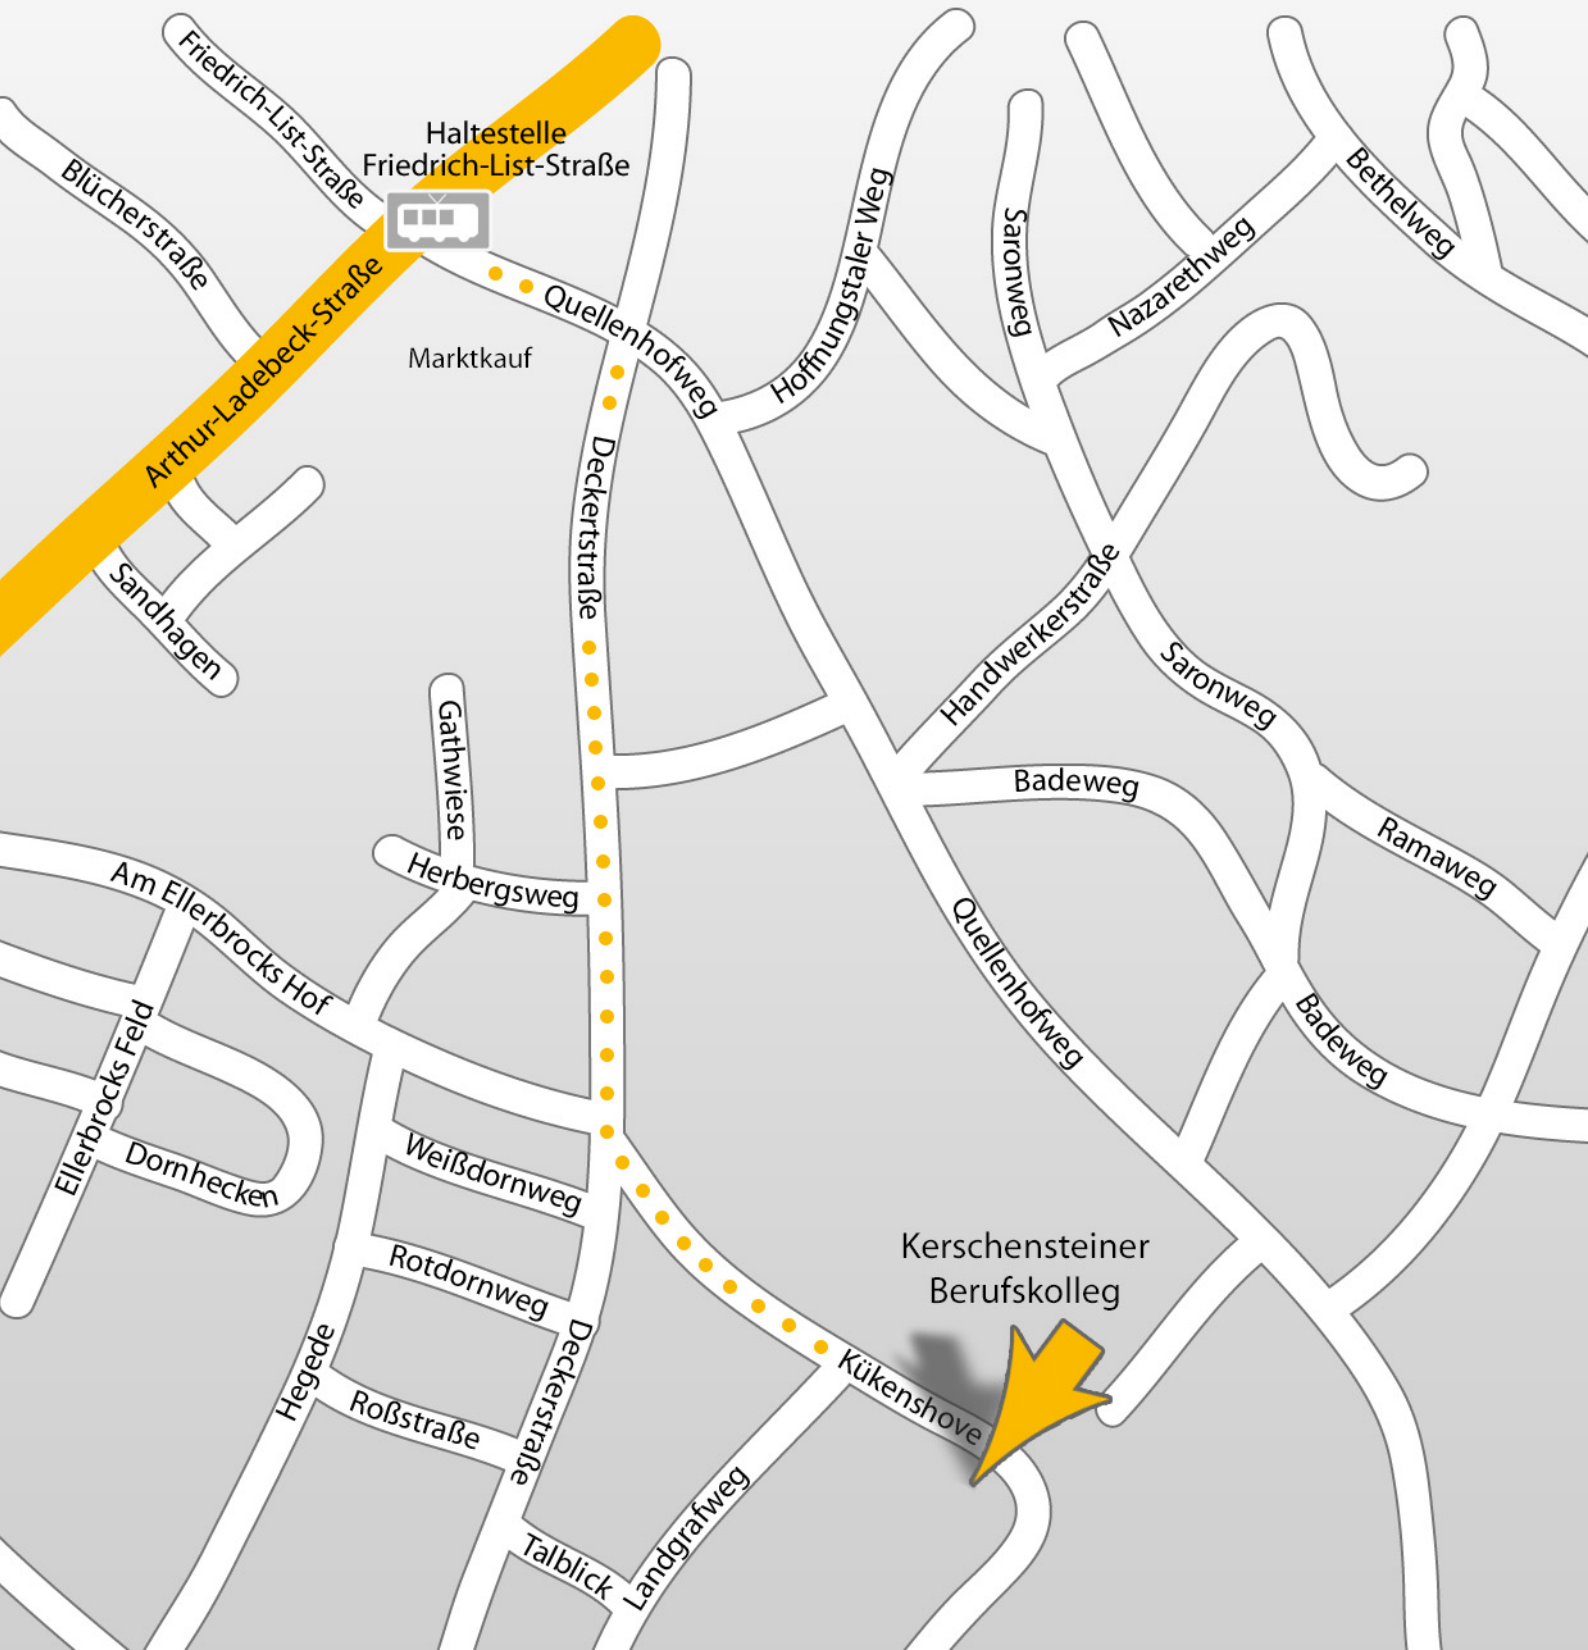 Friedrich-List-Straße
Haltestelle
Friedrich-List-Straße
Blücherstraße
Arthur-Ladebeck-Straße
Quellenhofweg
Marktkauf
Hoffnungstaler Weg
Saronweg
Nazarethweg
Bethelweg
Deckertstraße
Sandhagen
Handwerkerstraße
Saronweg
Gathwiese
Badeweg
Ramaweg
Herbergsweg
Am Ellerbrocks Hof
Quellenhofweg
Badeweg
Ellerbrocks Feld
Dornhecken
Weißdornweg
Rotdornweg
Kerschensteiner
Berufskolleg
Hegede
Deckerstraße
Kükenshove
Roßstraße
Landgrafweg
Talblick